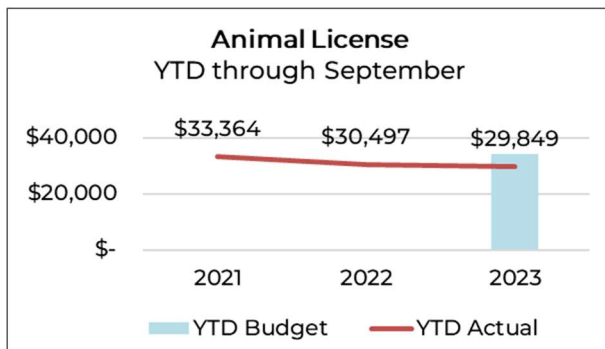 Animal License
YTD through September
$40,000
$33,364
$30,497
$29,849
$20,000
$-
2021
2022
2023
YTD Budget
YTD Actual